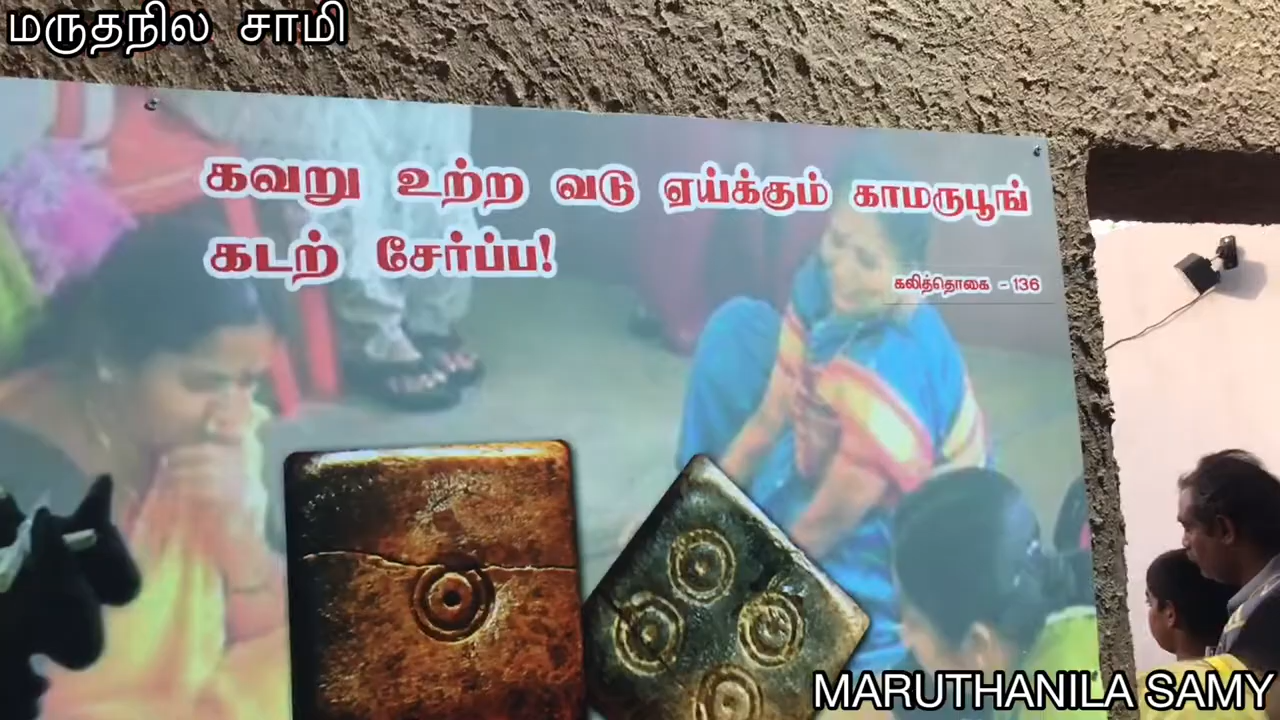 மருதநில சாமி
கவறு உற்ற வடு ஏய்க்கும் காமருபூங்
கடற் சேர்ப்ப!
கலித்தொகை - 136
MARUTHANILA SAMY